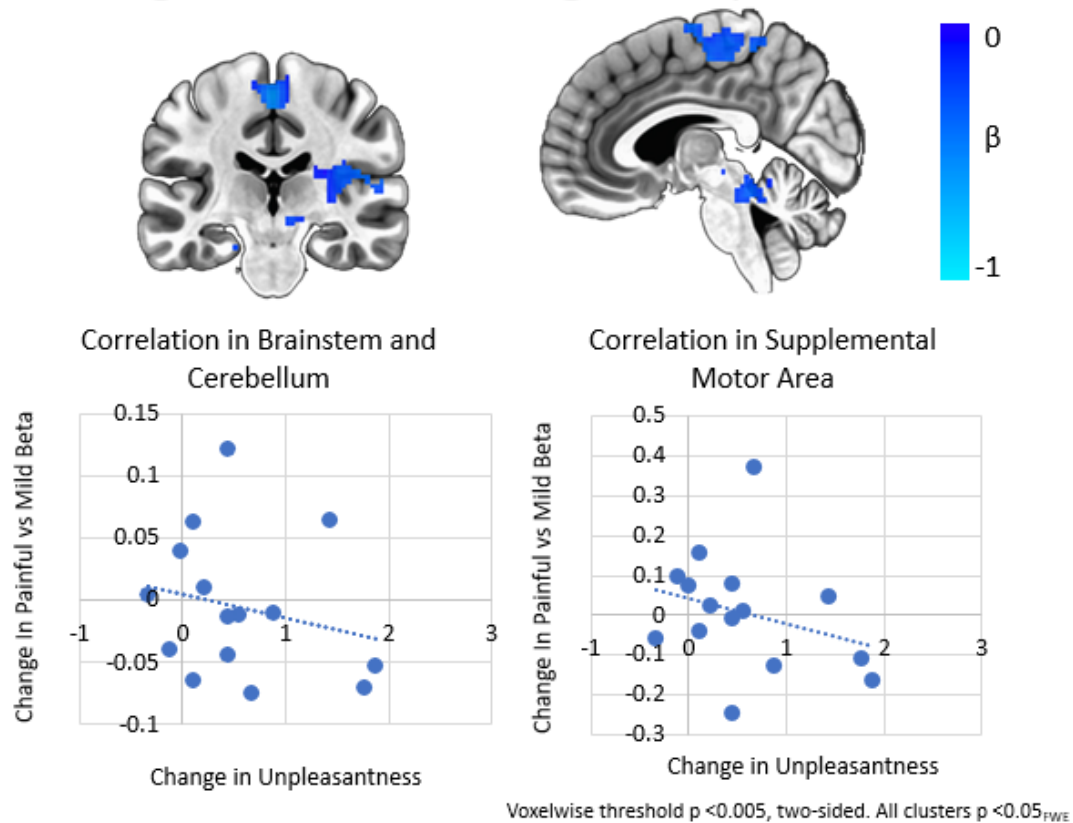 0
β
-1
Correlation in Brainstem and
Cerebellum
Correlation in Supplemental
Motor Area
Change In Painful vs Mild Beta
0.15
0.1
0.05
0
-0.05
-0.1
-1
0
1
2
3
Change in Unpleasantness
Change In Painful vs Mild Beta
0.5
0.4
0.3
0.2
0.1
0
-0.1
-0.2
-0.3
-1
0
1
2
3
Change in Unpleasantness
Voxelwise threshold p <0.005, two-sided. All clusters p <0.05FWE